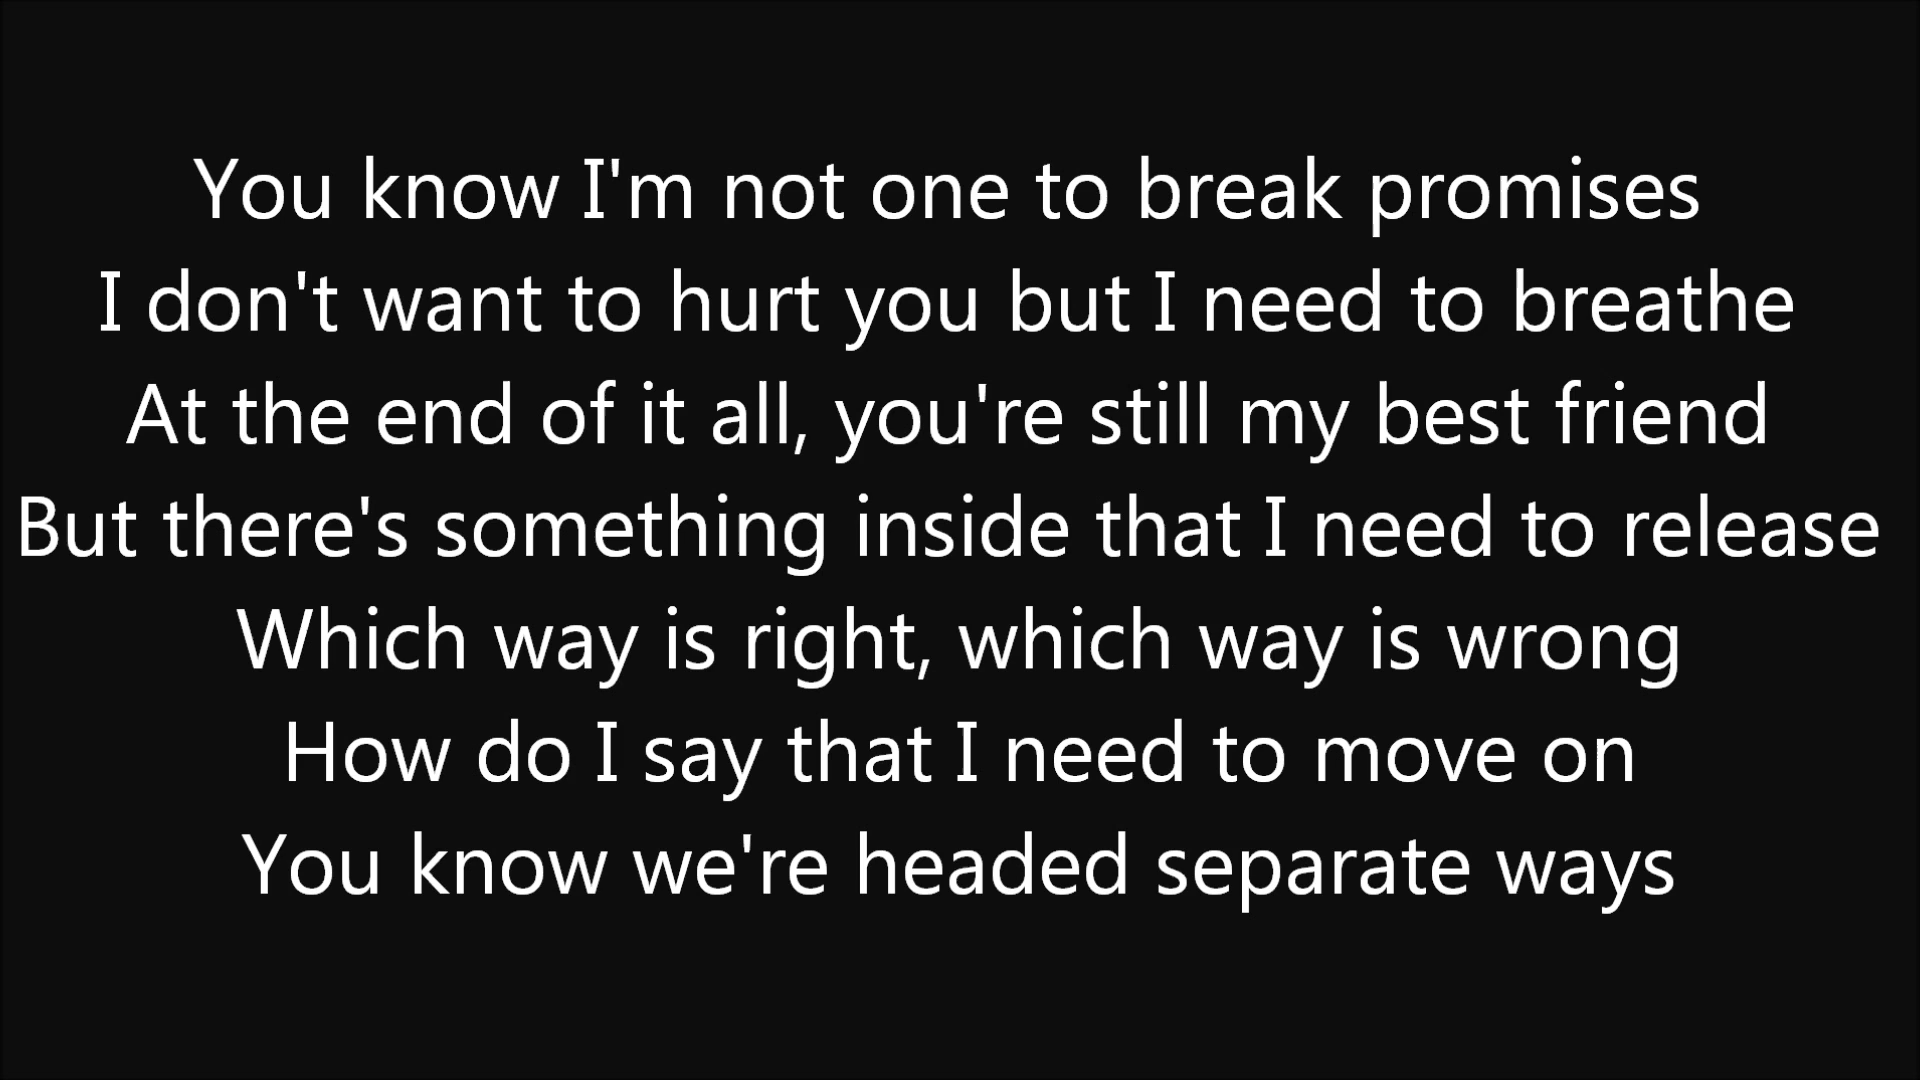 You know I'm not one to break promises
I don't want to hurt you but I need to breathe
At the end of it all, you're still my best friend
But there's something inside that I need to release
Which way is right, which way is wrong
How do I say that I need to move on
You know we're headed separate ways